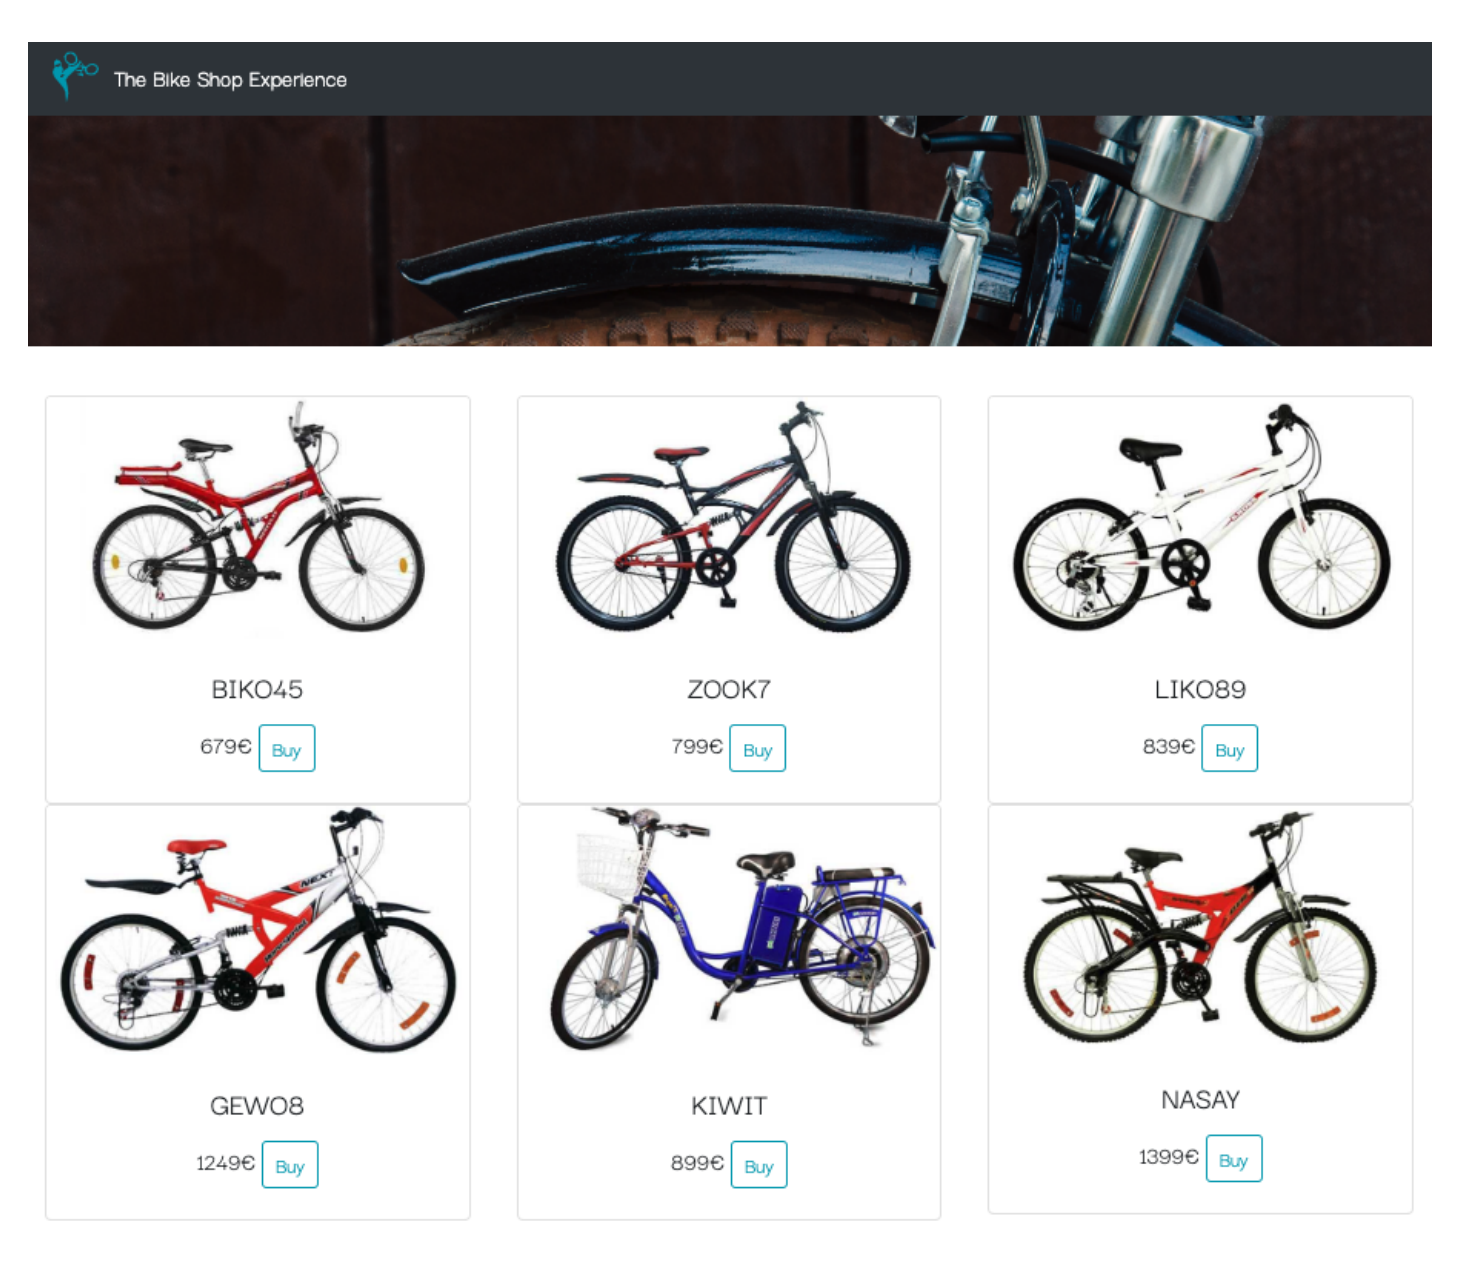 The Bike Shop Experience
BIKO45
679€ Buy
ZOOK7
799€ Buy
LIKO89
839€ Buy
NEXT
GEWO8
1249€ Buy
KIWIT
899€ Buy
NASAY
1399€ Buy